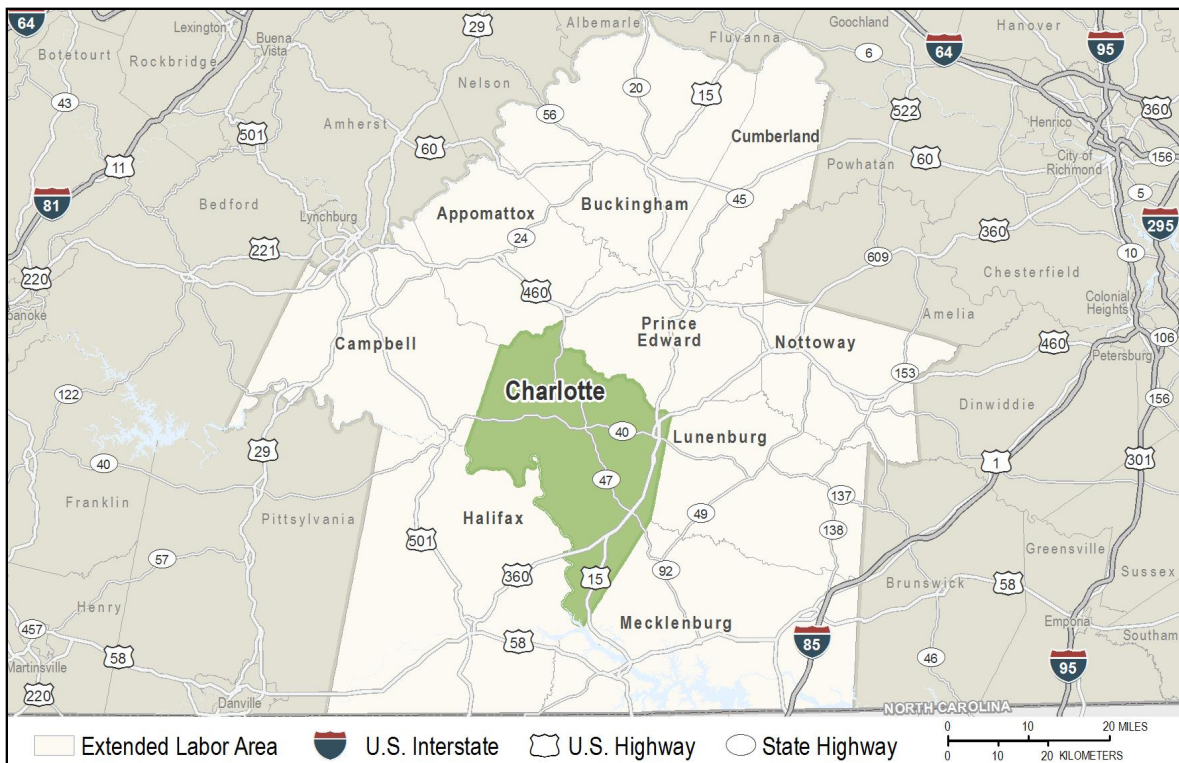 64
Lexington
Buena
Vista
29
Albemarle
Fluvanna
Goochland
6
64
Hanover
95
Botetourt
Rockbridge
43
Nelson
56
20
15
522
360
Henrico
501
Amherst
60
Cumberland
Powhatan
60
City of
Richmond
156
11
81
Bedford
Lynchburg
Appomattox
Buckingham
45
5
295
221
24
360
10
220
609
Chesterfield
460
Colonial
Heights
Amelia
Campbell
Prince
Edward
Nottoway
460
Petersburg
106
122
Charlotte
153
Dinwiddie
156
40
Lunenburg
29
40
47
1
301
Franklin
Pittsylvania
Halifax
49
137
501
138
57
360
15
92
Greensville
Brunswick
58
Sussex
Henry
457
58
Mecklenburg
85
Emporia
Southam
Martinsville
58
46
95
220
Danville
NORTH CAROLINA
Extended Labor Area
U.S. Interstate
U.S. Highway
State Highway
0 10 20 MILES
0 10 20 KILOMETERS